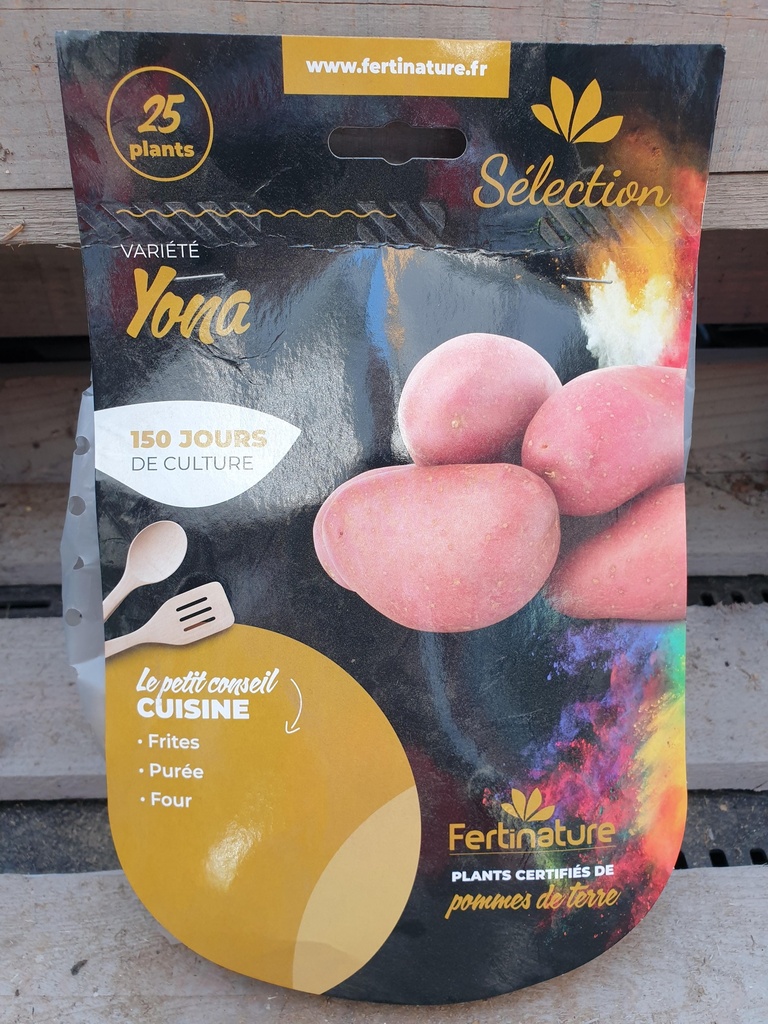 www.fertinature.fr
25
plants
Sélection
VARIÉTÉ
Yona
150 JOURS
DE CULTURE
Le petit conseil
CUISINE
• Frites
• Purée
• Four
Fertinature
PLANTS CERTIFIÉS DE
pommes de terre